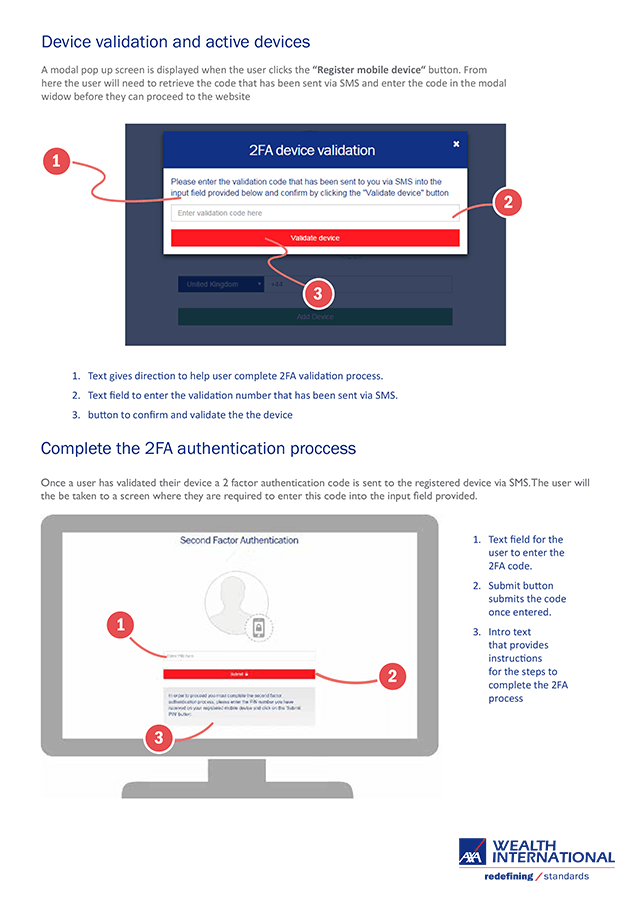 Device validation and active devices
A modal pop up screen is displayed when the user clicks the “Register mobile device“ button. From
here the user will need to retrieve the code that has been sent via SMS and enter the code in the modal
widow before they can proceed to the website
2FA device validation
×
1
Please enter the validation code that has been sent to you via SMS into the
input field provided below and confirm by clicking the "Validate device" button
2
Enter validation code here
Validate device
3
United Kingdom
+44
Add Device
1. Text gives direction to help user complete 2FA validation process.
2. Text field to enter the validation number that has been sent via SMS.
3. button to confirm and validate the the device
Complete the 2FA authentication proccess
Once a user has validated their device a 2 factor authentication code is sent to the registered device via SMS. The user will
the be taken to a screen where they are required to enter this code into the input field provided.
Second Factor Authentication
1
Submit
2
In order to proceed you must complete the second factor
authentication process, please enter the PIN number you have
received on your registered mobile device and click on the 'Submit
PIN' button.
3
1. Text field for the
user to enter the
2FA code.
2. Submit button
submits the code
once entered.
3. Intro text
that provides
instructions
for the steps to
complete the 2FA
process
AXA
WEALTH
INTERNATIONAL
redefining / standards